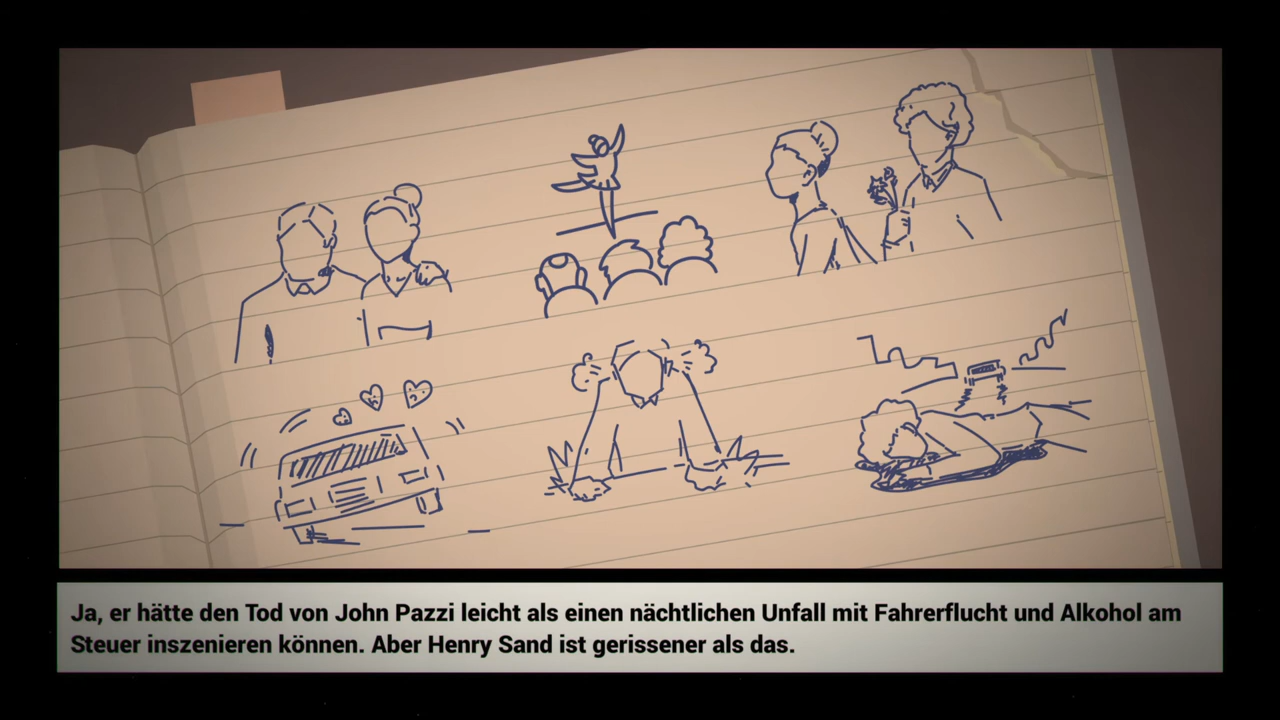 Ja, er hätte den Tod von John Pazzi leicht als einen nächtlichen Unfall mit Fahrerflucht und Alkohol am
Steuer inszenieren können. Aber Henry Sand ist gerissener als das.